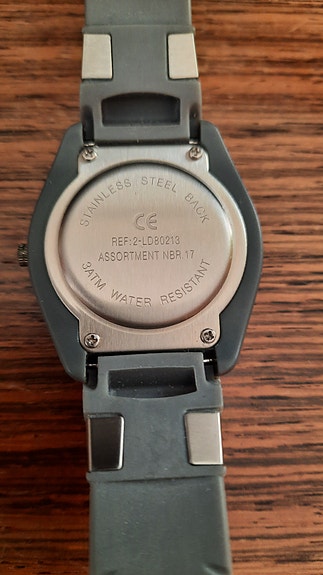 STAINLESS STEEL BACK
CE
REF:2-LD80213
ASSORTMENT NBR.17
3ATM WATER RESISTANT